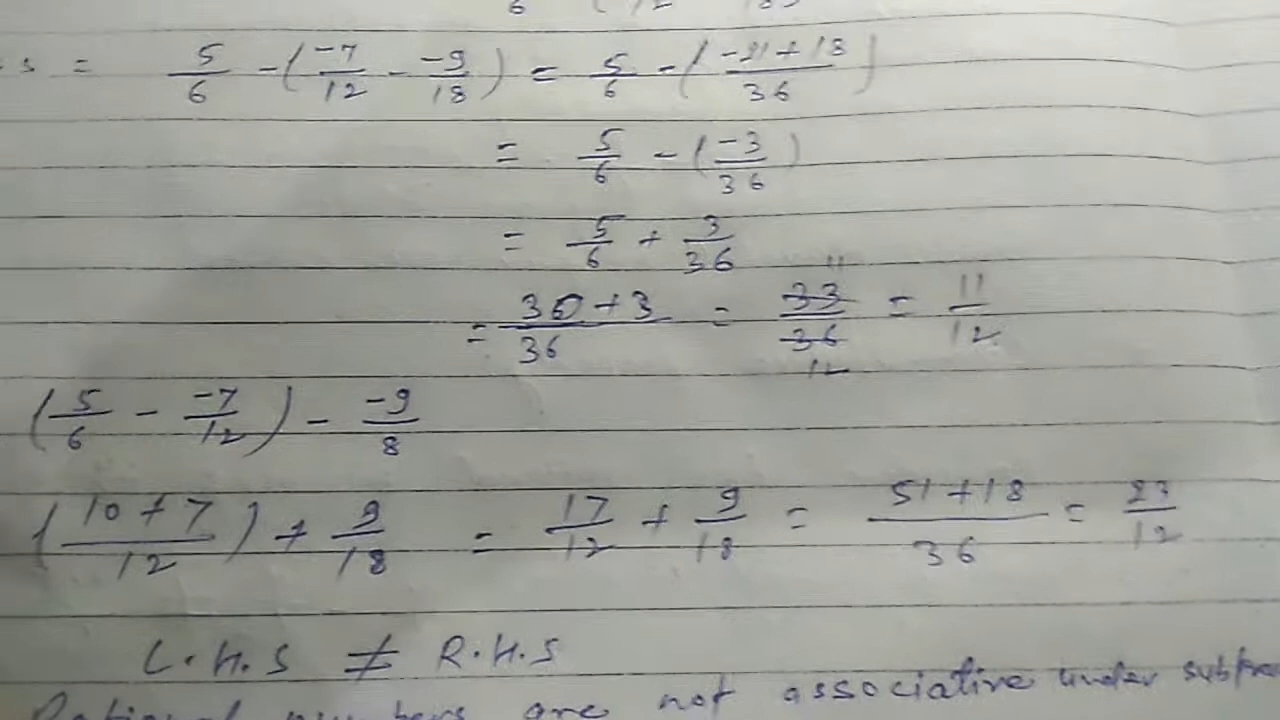 s = 5/6 - (-7/12 - -9/18) = 5/6 - (-21+18/36)
= 5/6 - (-3/36)
= 5/6 + 3/36
= 30+3/36 = 33/36 = 11/12
(5/6 - -7/12) - -9/8
(10+7/12) + 9/18 = 17/12 + 9/18 = 51+18/36 = 23/12
L.H.S ≠ R.H.S
are not associative under